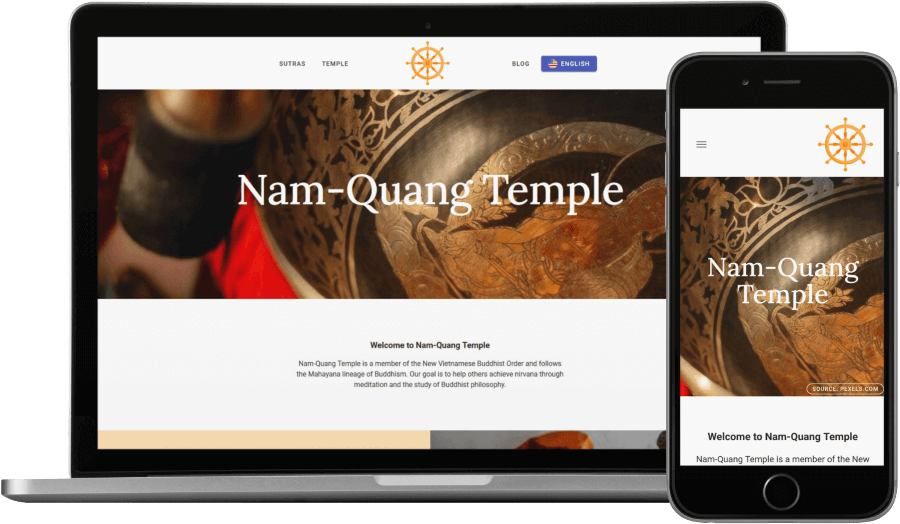 SUTRAS TEMPLE BLOG ENGLISH
Nam-Quang Temple
Welcome to Nam-Quang Temple
Nam-Quang Temple is a member of the New Vietnamese Buddhist Order and follows
the Mahayana lineage of Buddhism. Our goal is to help others achieve nirvana through
meditation and the study of Buddhist philosophy.
Nam-Quang
Temple
SOURCE: PEXELS.COM
Welcome to Nam-Quang Temple
Nam-Quang Temple is a member of the New